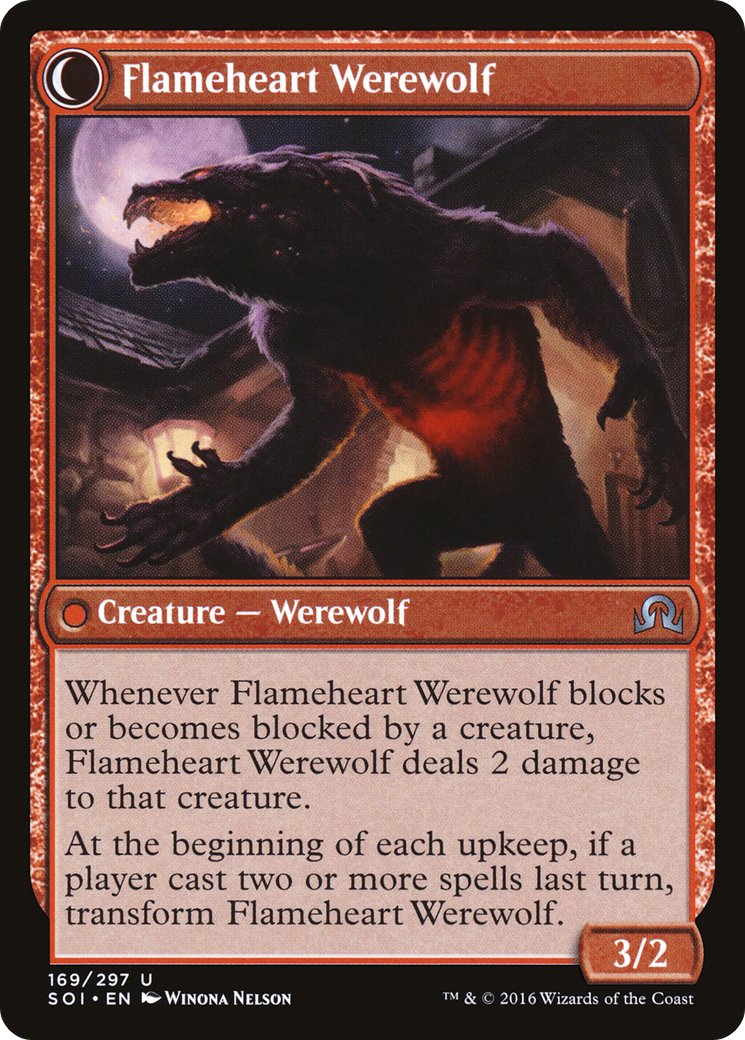 Flameheart Werewolf
Creature — Werewolf
Whenever Flameheart Werewolf blocks
or becomes blocked by a creature,
Flameheart Werewolf deals 2 damage
to that creature.
At the beginning of each upkeep, if a
player cast two or more spells last turn,
transform Flameheart Werewolf.
3/2
169/297 U
SOI • EN Winona Nelson
™ & © 2016 Wizards of the Coast